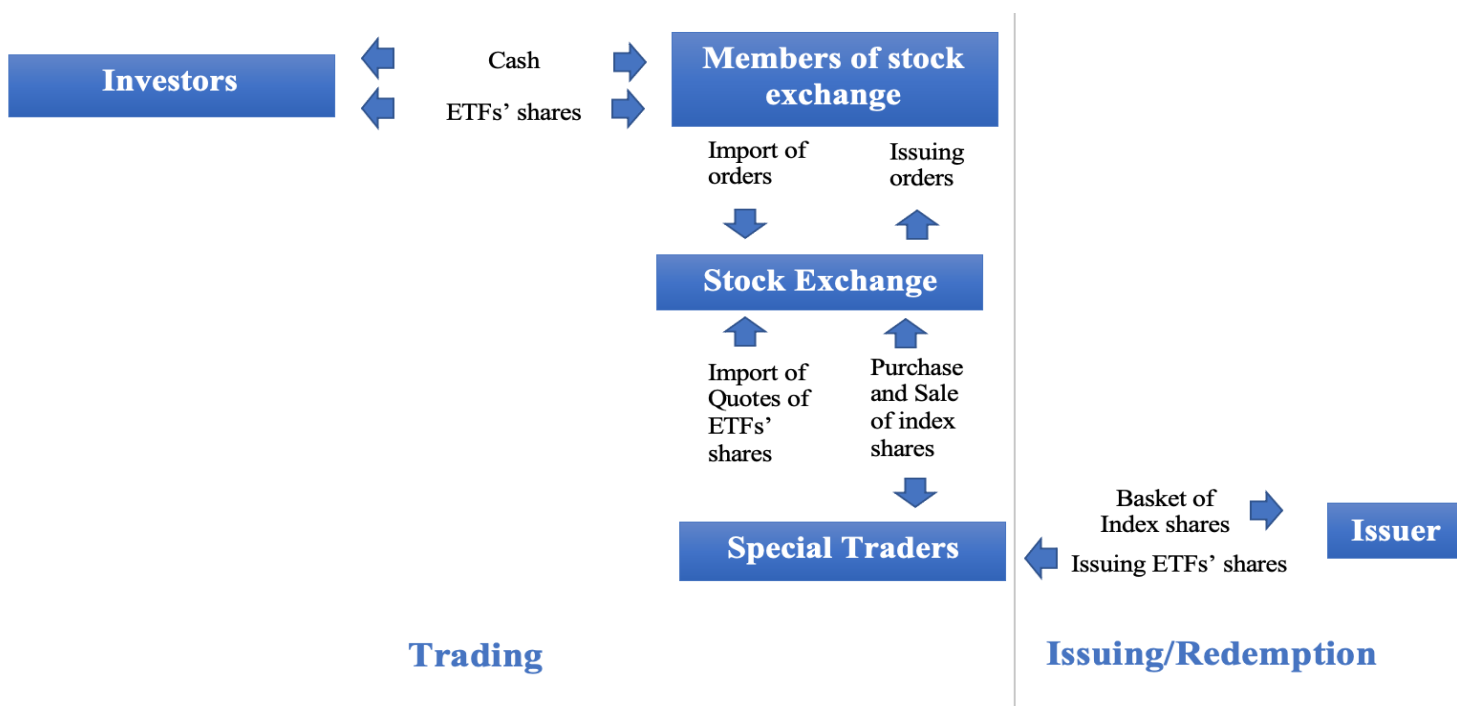 Investors
Cash
ETFs’ shares
Members of stock
exchange
Import of
orders
Issuing
orders
Stock Exchange
Import of
Quotes of
ETFs’
shares
Purchase
and Sale
of index
shares
Special Traders
Basket of
Index shares
Issuing ETFs’ shares
Issuer
Trading
Issuing/Redemption